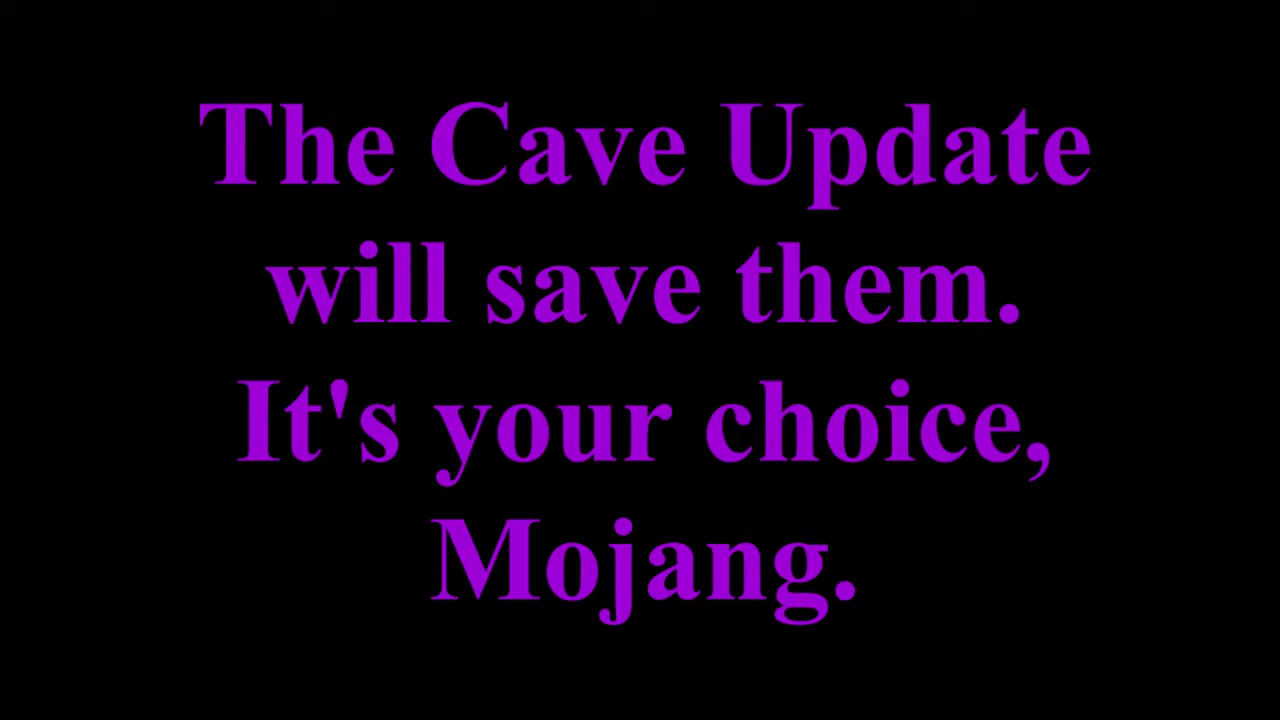 The Cave Update
will save them.
It's your choice,
Mojang.